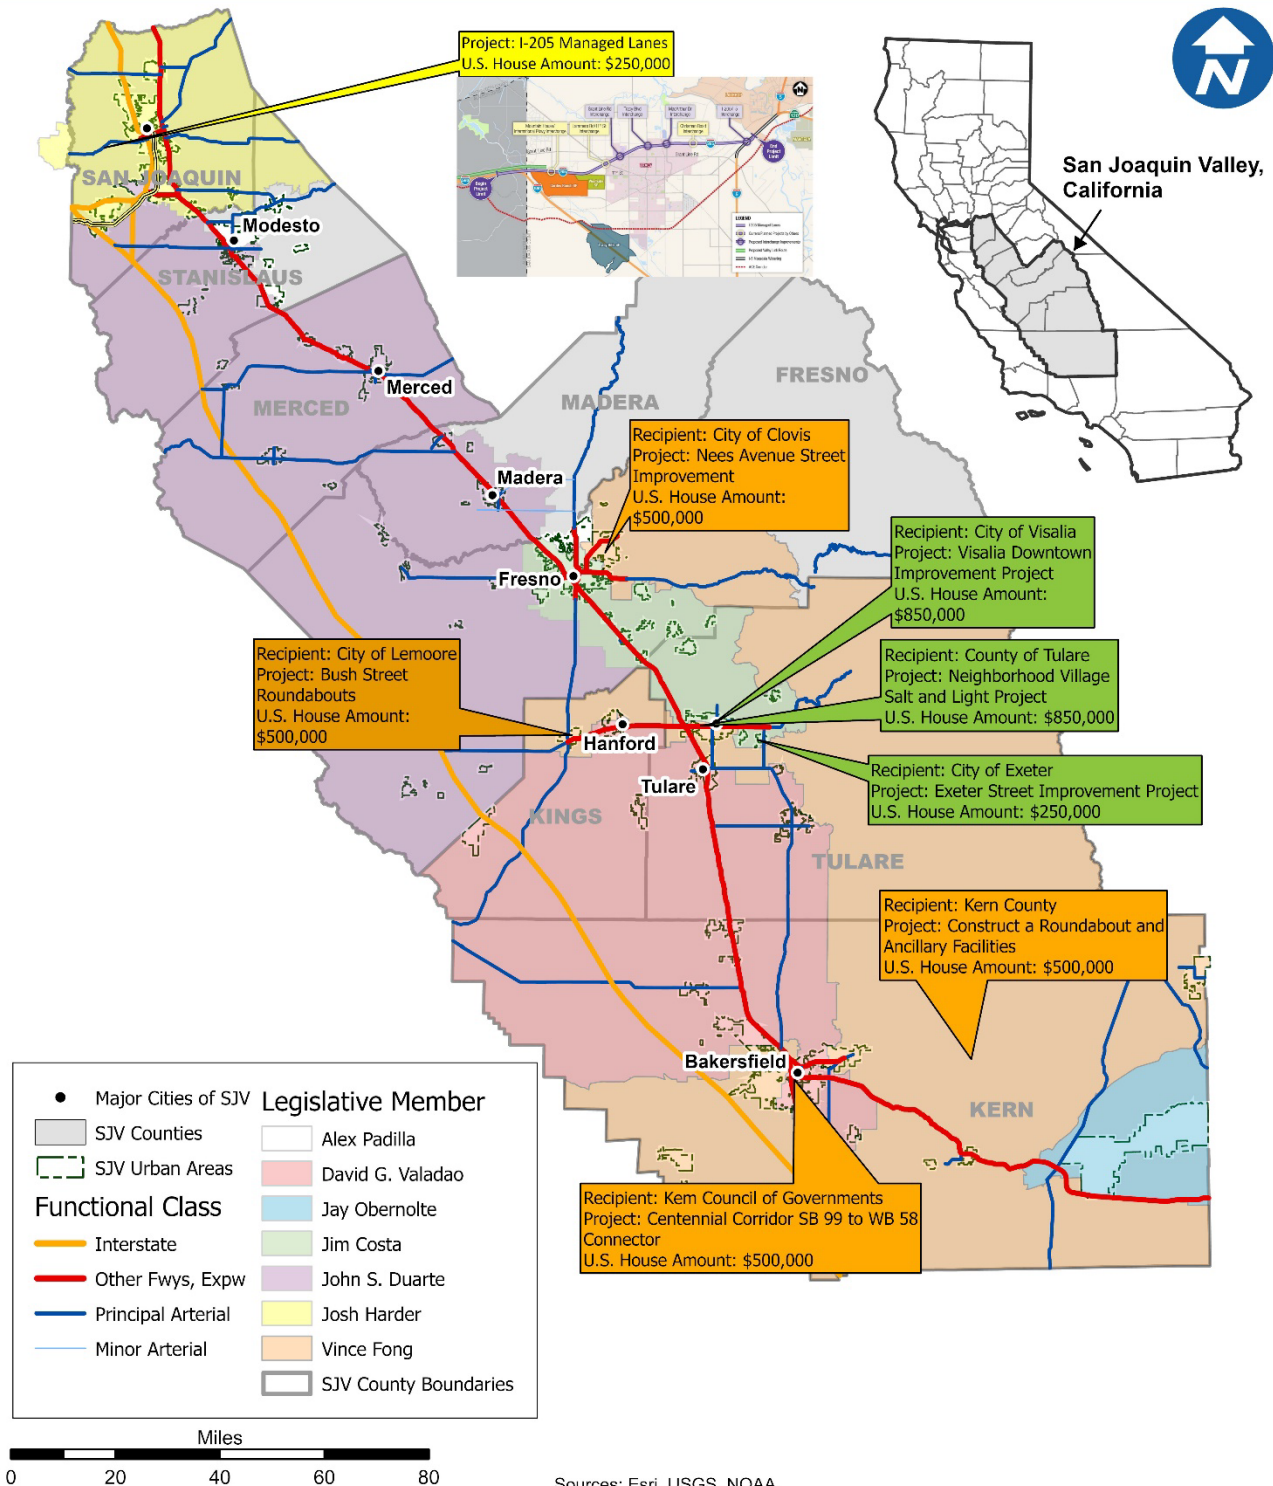 Project: I-205 Managed Lanes
U.S. House Amount: $250,000
N
San Joaquin Valley,
California
End
Project
Limit
Begin
Project
Limit
LEGEND
SAN JOAQUIN
Modesto
STANISLAUS
Merced
MERCED
MADERA
FRESNO
Recipient: City of Clovis
Project: Nees Avenue Street
Improvement
U.S. House Amount:
$500,000
Madera
Fresno
Recipient: City of Visalia
Project: Visalia Downtown
Improvement Project
U.S. House Amount:
$850,000
Recipient: City of Lemoore
Project: Bush Street
Roundabouts
U.S. House Amount:
$500,000
Recipient: County of Tulare
Project: Neighborhood Village
Salt and Light Project
U.S. House Amount: $850,000
Hanford
Tulare
Recipient: City of Exeter
Project: Exeter Street Improvement Project
U.S. House Amount: $250,000
KINGS
TULARE
Recipient: Kern County
Project: Construct a Roundabout and
Ancillary Facilities
U.S. House Amount: $500,000
Bakersfield
KERN
Recipient: Kern Council of Governments
Project: Centennial Corridor SB 99 to WB 58
Connector
U.S. House Amount: $500,000
Major Cities of SJV
SJV Counties
SJV Urban Areas
Functional Class
Interstate
Other Fwys, Expw
Principal Arterial
Minor Arterial
Legislative Member
Alex Padilla
David G. Valadao
Jay Obernolte
Jim Costa
John S. Duarte
Josh Harder
Vince Fong
SJV County Boundaries
Miles
0 20 40 60 80
Sources: Esri, USGS, NOAA